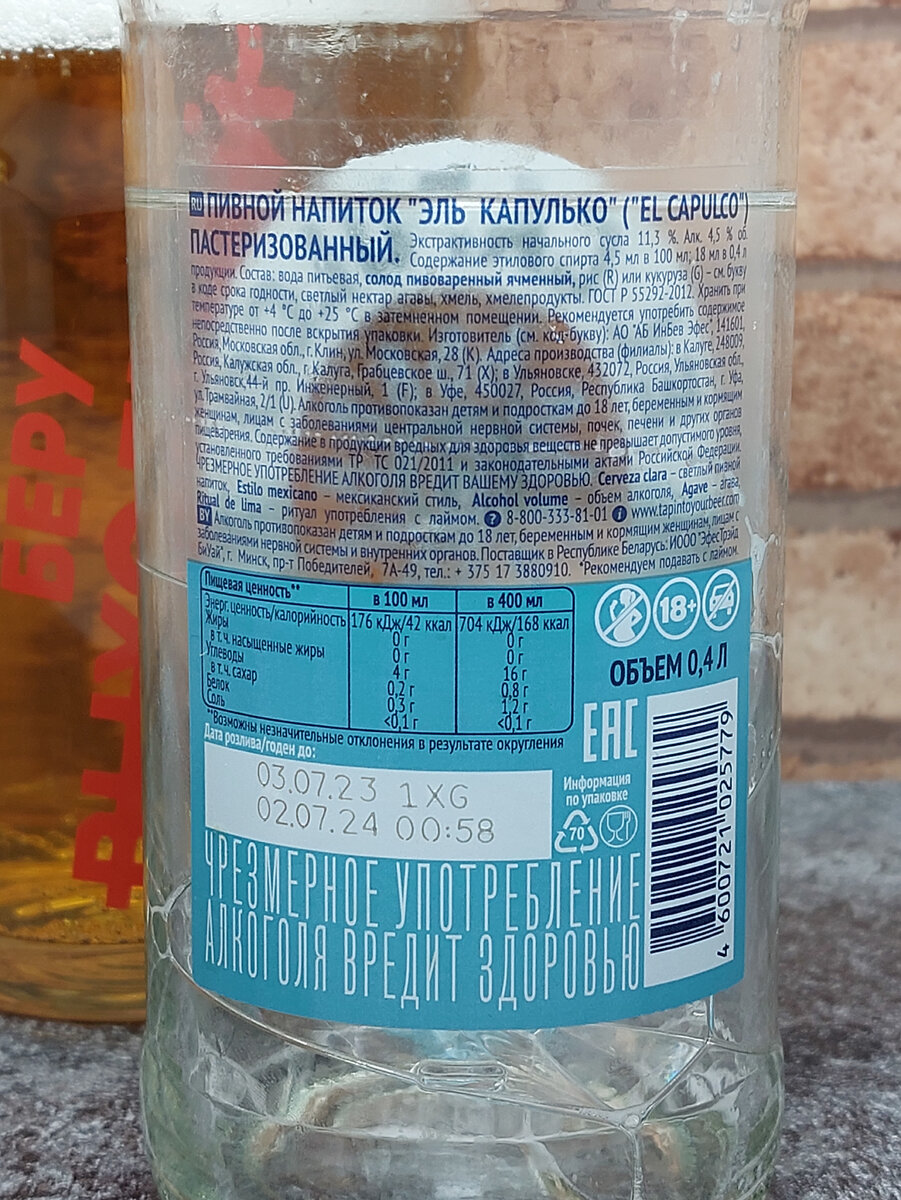 RU ПИВНОЙ НАПИТОК "ЭЛЬ КАПУЛЬКО" ("EL CAPULCO")
ПАСТЕРИЗОВАННЫЙ. Экстрактивность начального сусла 11,3 %. Алк. 4,5 % об.
Содержание этилового спирта 4,5 мл в 100 мл; 18 мл в 0,4 л
продукции. Состав: вода питьевая, солод пивоваренный ячменный, рис (R) или кукуруза (G) – см. букву
в коде срока годности, светлый нектар агавы, хмель, хмелепродукты. ГОСТ Р 55292-2012. Хранить при
температуре от +4 °С до +25 °С в затемненном помещении. Рекомендуется употребить содержимое
непосредственно после вскрытия упаковки. Изготовитель (см. код-букву): АО "АБ ИнБев Эфес", 141601,
Россия, Московская обл., г. Клин, ул. Московская, 28 (K). Адреса производства (филиалы): в Калуге, 248009,
Россия, Калужская обл., г. Калуга, Грабцевское ш., 71 (X); в Ульяновске, 432072, Россия, Ульяновская обл.,
г. Ульяновск, 44-й пр. Инженерный, 1 (F); в Уфе, 450027, Россия, Республика Башкортостан, г. Уфа,
ул. Трамвайная, 2/1 (U). Алкоголь противопоказан детям и подросткам до 18 лет, беременным и кормящим
женщинам, лицам с заболеваниями центральной нервной системы, почек, печени и других органов
пищеварения. Содержание в продукции вредных для здоровья веществ не превышает допустимого уровня,
установленного требованиями ТР ТС 021/2011 и законодательными актами Российской Федерации.
ЧРЕЗМЕРНОЕ УПОТРЕБЛЕНИЕ АЛКОГОЛЯ ВРЕДИТ ВАШЕМУ ЗДОРОВЬЮ. Cerveza clara – светлый пивной
напиток, Estilo mexicano – мексиканский стиль, Alcohol volume – объем алкоголя, Agave – агава,
Ritual de lima – ритуал употребления с лаймом. ? 8-800-333-81-01 i www.tapintoyourbeer.com
BY Алкоголь противопоказан детям и подросткам до 18 лет, беременным и кормящим женщинам, лицам с
заболеваниями нервной системы и внутренних органов. Поставщик в Республике Беларусь: ИООО "ЭфесТрэйд
БиУай", г. Минск, пр-т Победителей, 7А-49, тел.: + 375 17 3880910. *Рекомендуем подавать с лаймом.
Пищевая ценность** в 100 мл в 400 мл
Энерг. ценность/калорийность 176 кДж/42 ккал 704 кДж/168 ккал
Жиры 0 г 0 г
в т.ч. насыщенные жиры 0 г 0 г
Углеводы 4 г 16 г
в т.ч. сахар 0,2 г 0,8 г
Белок 0,3 г 1,2 г
Соль <0,1 г <0,1 г
**Возможны незначительные отклонения в результате округления
18+
ОБЪЕМ 0,4 Л
Дата розлива/годен до:
03.07.23 1XG
02.07.24 00:58
EAC
Информация
по упаковке
70
4 600721 025779
ЧРЕЗМЕРНОЕ УПОТРЕБЛЕНИЕ
АЛКОГОЛЯ ВРЕДИТ ЗДОРОВЬЮ
БЕРУ